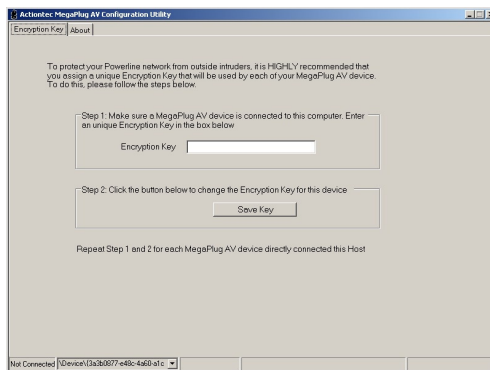 Actiontec MegaPlug AV Configuration Utility
Encryption Key About
To protect your Powerline network from outside intruders, it is HIGHLY recommended that
you assign a unique Encryption Key that will be used by each of your MegaPlug AV device.
To do this, please follow the steps below.
Step 1: Make sure a MegaPlug AV device is connected to this computer. Enter
an unique Encryption Key in the box below
Encryption Key
Step 2: Click the button below to change the Encryption Key for this device
Save Key
Repeat Step 1 and 2 for each MegaPlug AV device directly connected this Host
Not Connected \Device\{3a3b0877-e48c-4a60-a1c